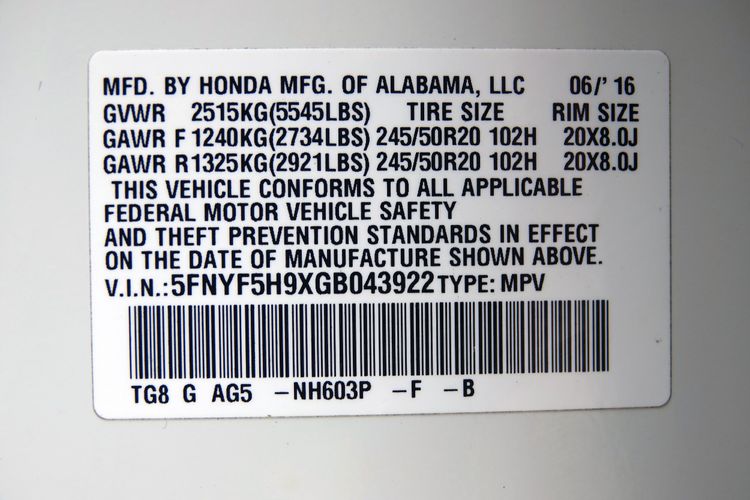 MFD. BY HONDA MFG. OF ALABAMA, LLC 06/' 16
GVWR 2515KG(5545LBS) TIRE SIZE RIM SIZE
GAWR F 1240KG(2734LBS) 245/50R20 102H 20X8.0J
GAWR R 1325KG(2921LBS) 245/50R20 102H 20X8.0J
THIS VEHICLE CONFORMS TO ALL APPLICABLE
FEDERAL MOTOR VEHICLE SAFETY
AND THEFT PREVENTION STANDARDS IN EFFECT
ON THE DATE OF MANUFACTURE SHOWN ABOVE.
V.I.N.: 5FNYF5H9XGB043922 TYPE: MPV
TG8 G AG5 –NH603P –F –B